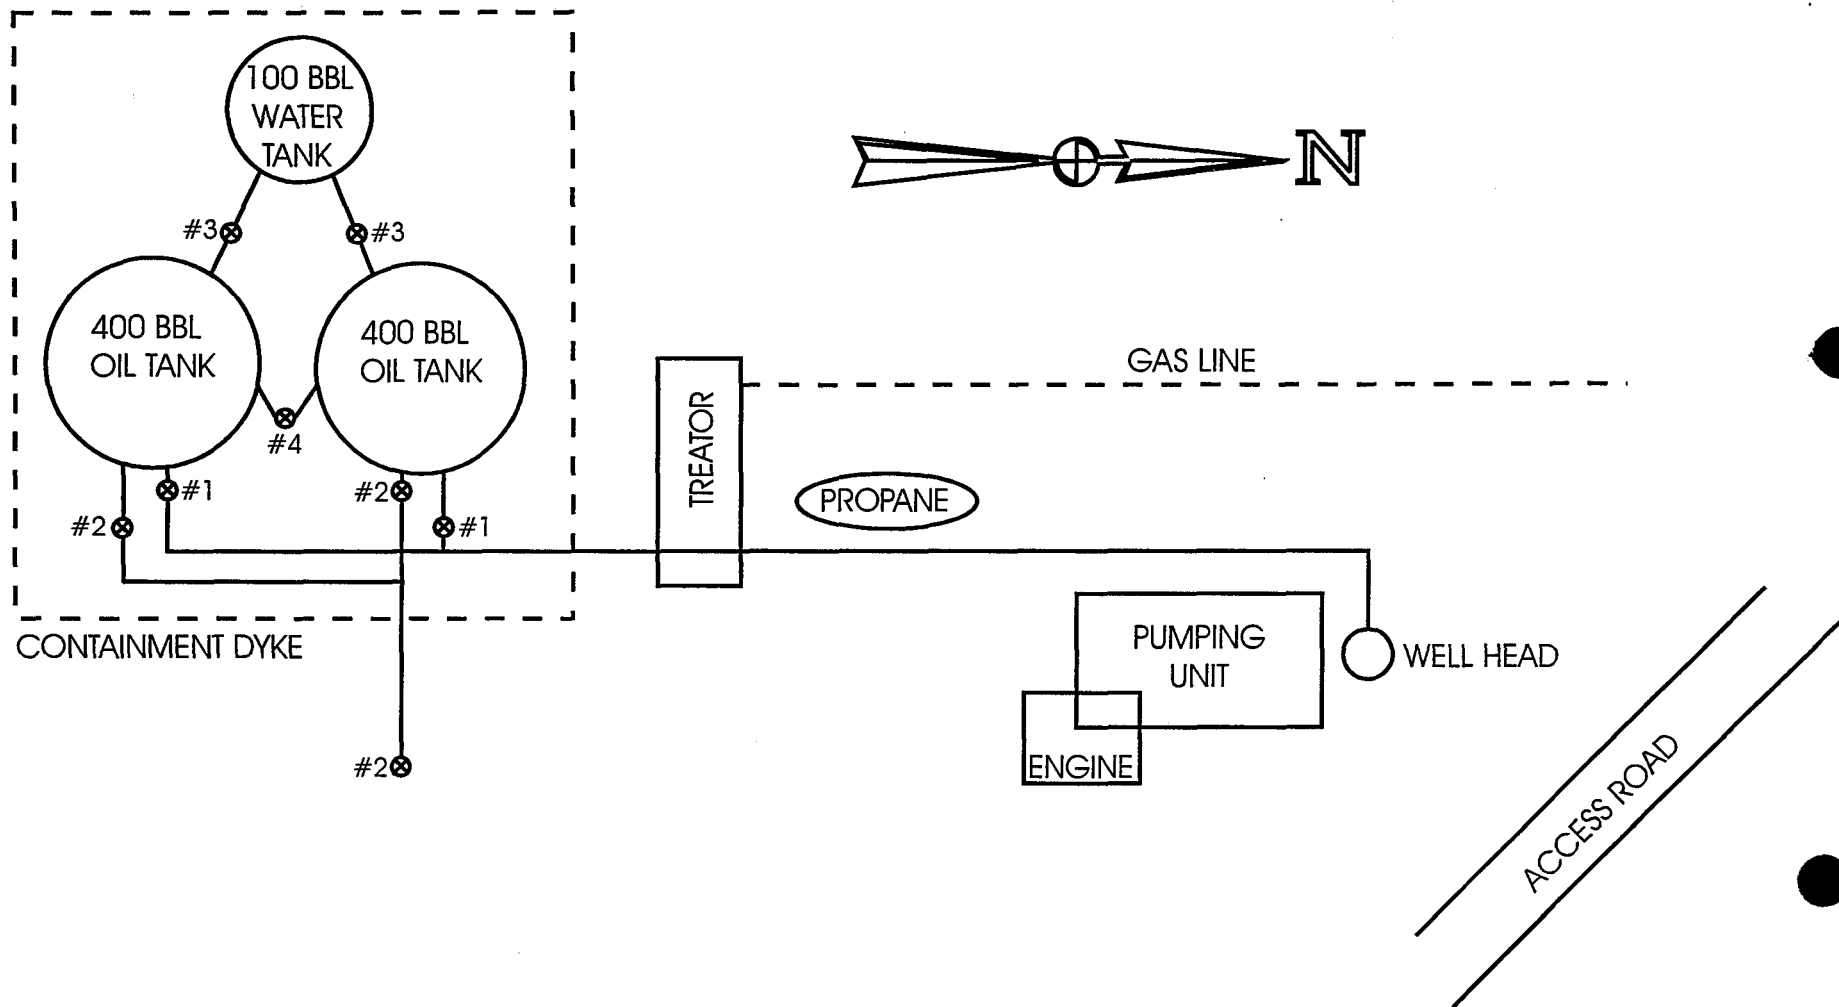 100 BBL
WATER
TANK
N
#3
#3
400 BBL
OIL TANK
400 BBL
OIL TANK
GAS LINE
#4
TREATOR
#1
#2
PROPANE
#2
#1
CONTAINMENT DYKE
PUMPING
UNIT
WELL HEAD
#2
ENGINE
ACCESS ROAD